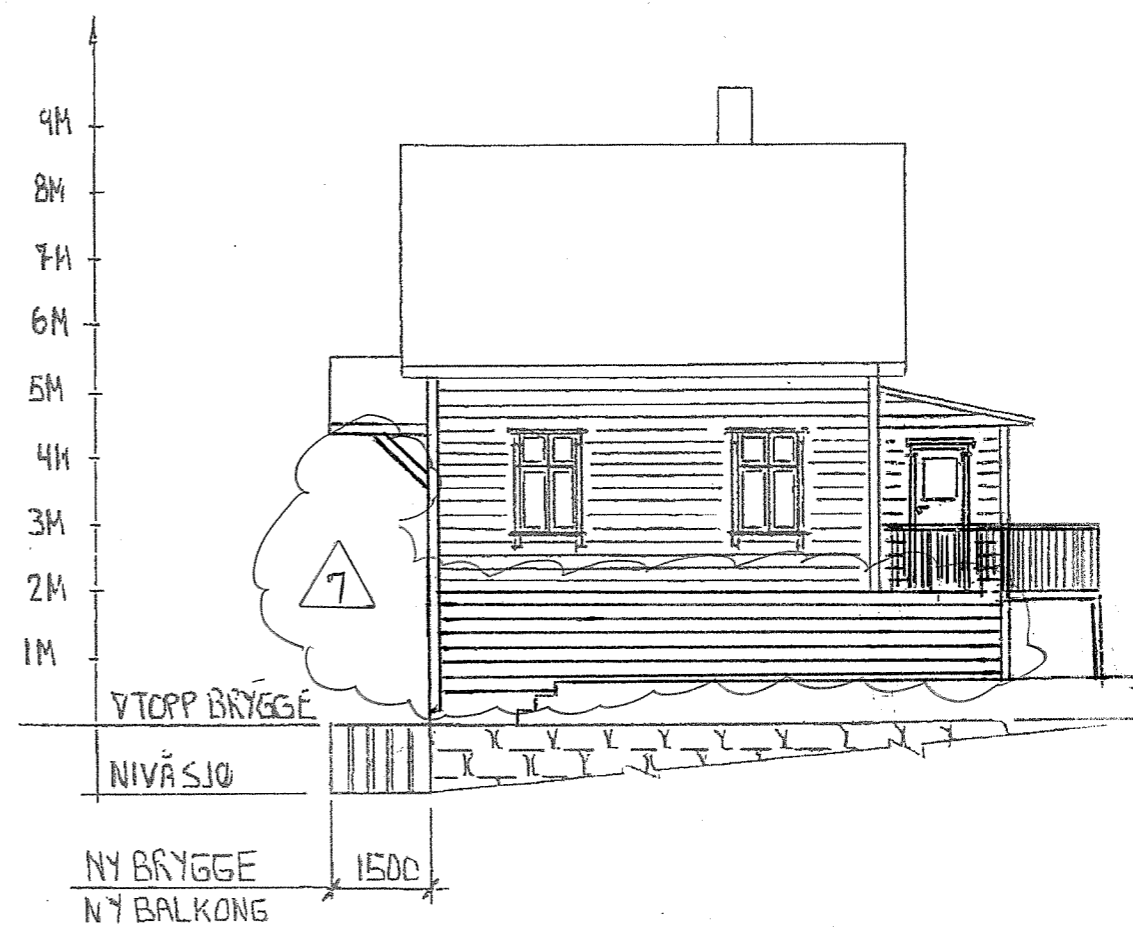 9M
8M
7M
6M
5M
4M
3M
2M
1M
7
∇TOPP BRYGGE
NIVÅ SJØ
NY BRYGGE
1500
NY BALKONG